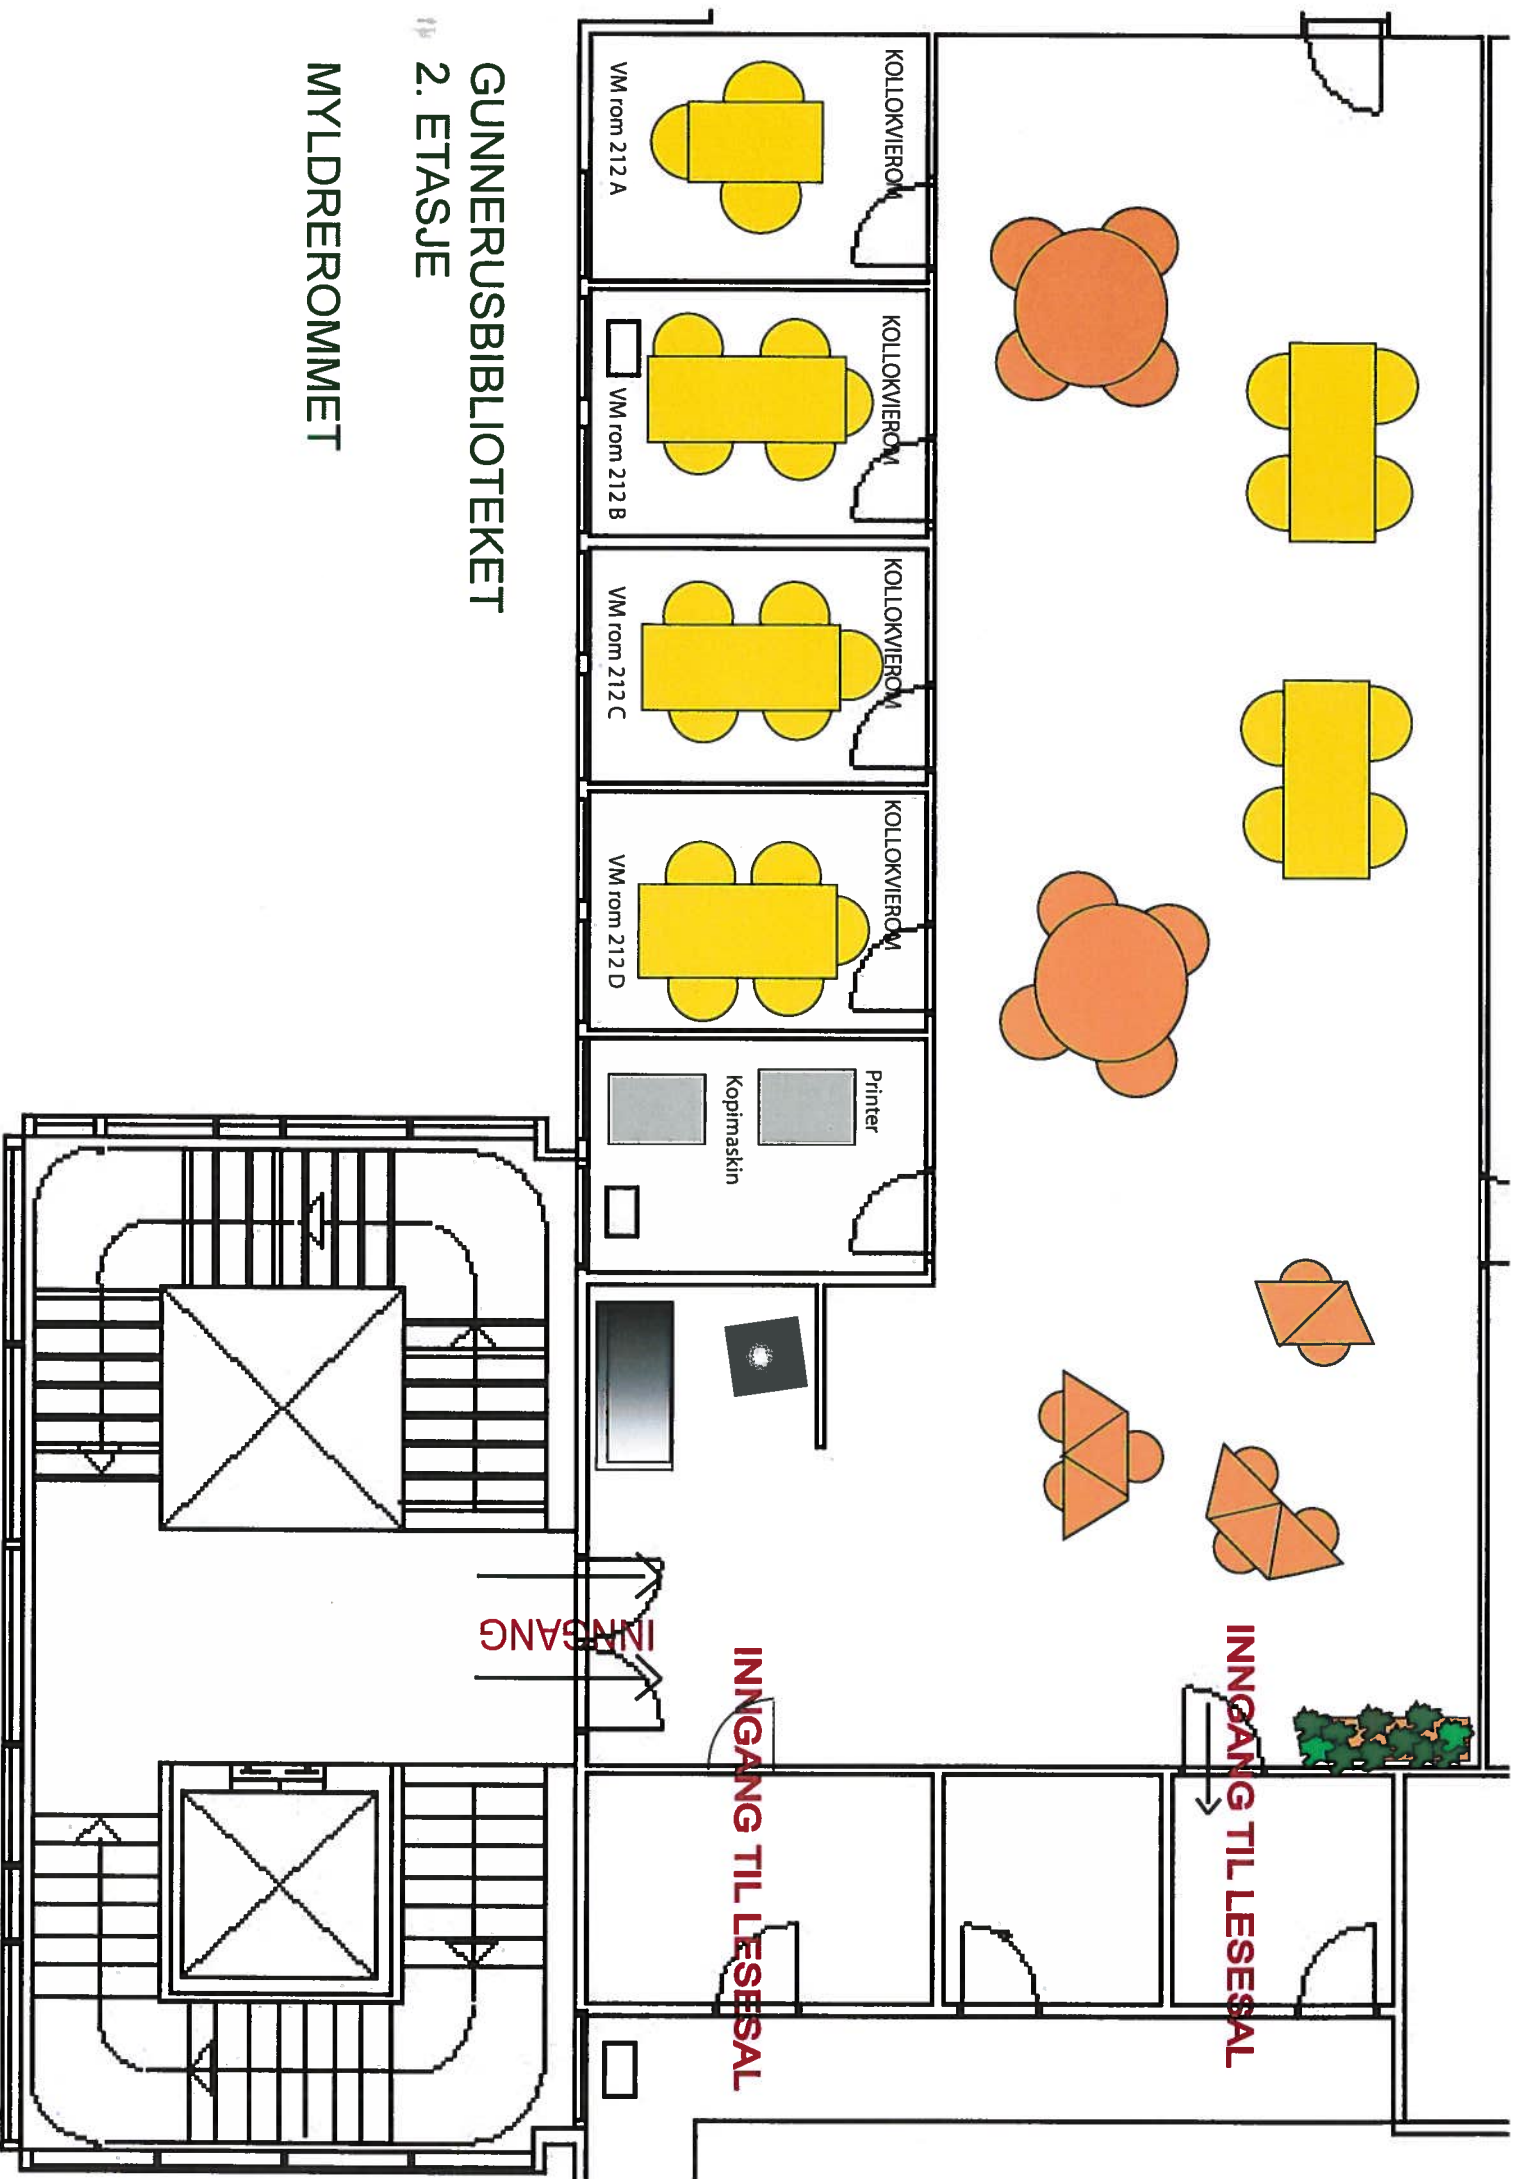 GUNNERUSBIBLIOTEKET
2. ETASJE
MYLDREROMMET
KOLLOKVIEROM
VM rom 212 A
KOLLOKVIEROM
VM rom 212 B
KOLLOKVIEROM
VM rom 212 C
KOLLOKVIEROM
VM rom 212 D
Printer
Kopimaskin
INNGANG
INNGANG TIL LESESAL
INNGANG TIL LESESAL